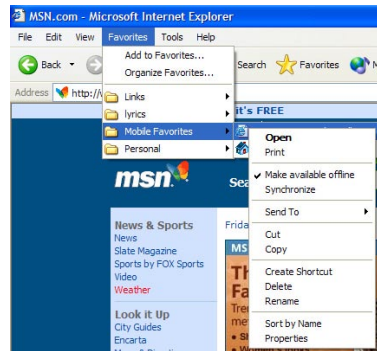 MSN.com - Microsoft Internet Explorer
File Edit View Favorites Tools Help
Back Search Favorites
Address http://
Add to Favorites...
Organize Favorites...
Links
lyrics
Mobile Favorites
Personal
it's FREE
Open
Print
Make available offline
Synchronize
Send To
Cut
Copy
Create Shortcut
Delete
Rename
Sort by Name
Properties
msn
Sea
News & Sports
News
Slate Magazine
Sports by FOX Sports
Video
Weather
Look it Up
City Guides
Encarta
Frida
MS